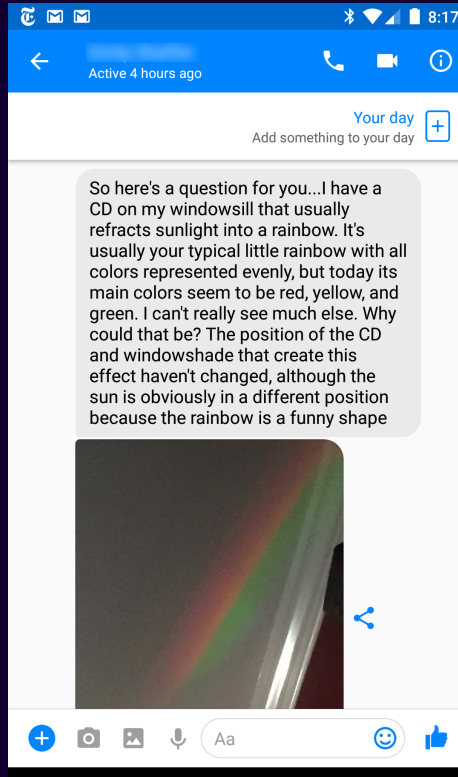 8:17
Active 4 hours ago
Your day
Add something to your day
So here's a question for you...I have a
CD on my windowsill that usually
refracts sunlight into a rainbow. It's
usually your typical little rainbow with all
colors represented evenly, but today its
main colors seem to be red, yellow, and
green. I can't really see much else. Why
could that be? The position of the CD
and windowshade that create this
effect haven't changed, although the
sun is obviously in a different position
because the rainbow is a funny shape
Aa